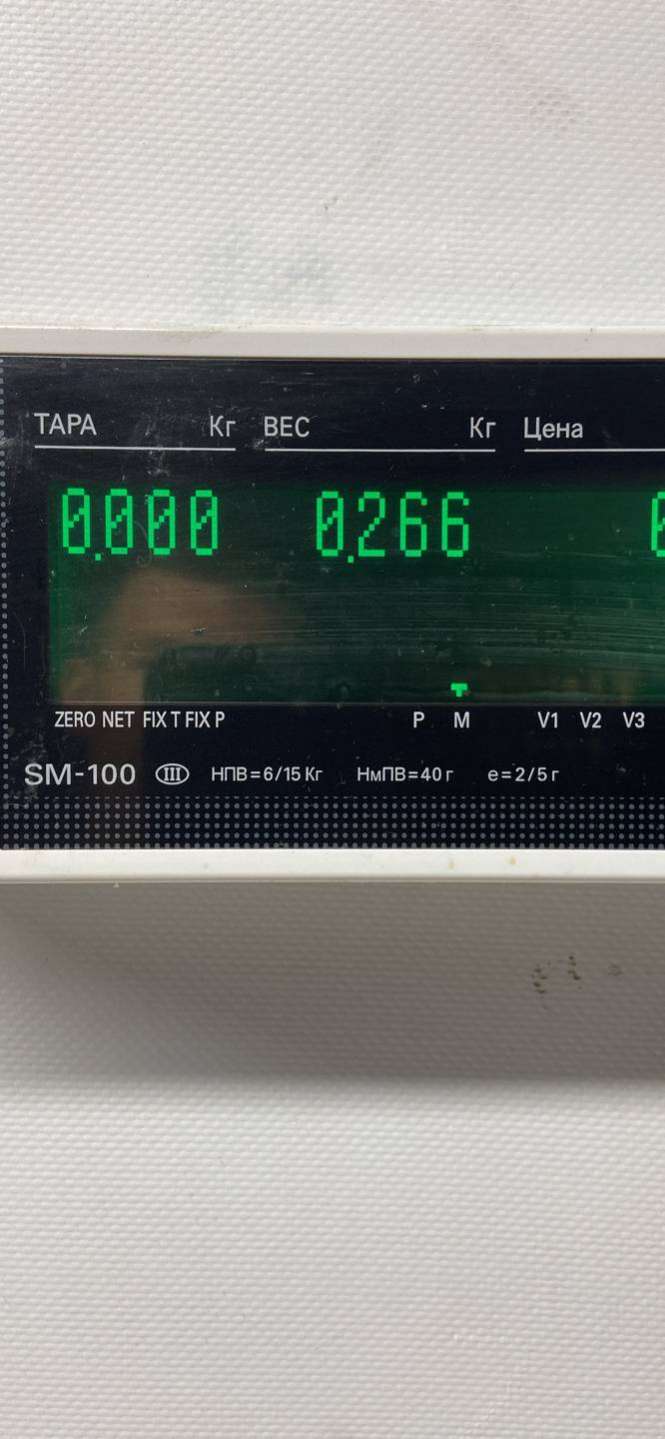 ТАРА Кг ВЕС Кг Цена
0.000 0.266 0
ZERO NET FIX T FIX P P M V1 V2 V3
SM-100 III НПВ=6/15 Кг НмПВ=40 г e=2/5 г